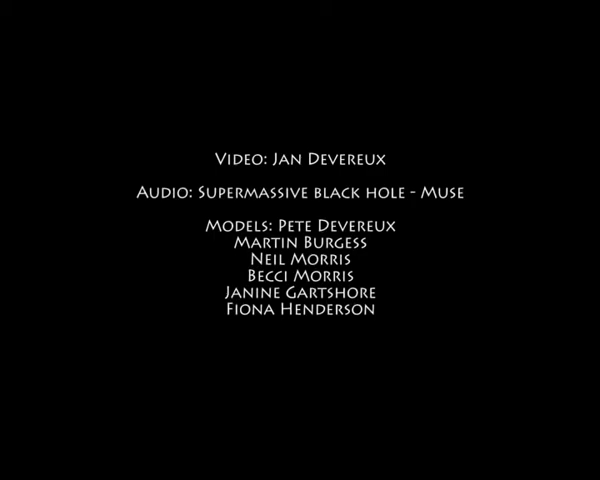 Video: Jan Devereux
Audio: Supermassive black hole - Muse
Models: Pete Devereux
Martin Burgess
Neil Morris
Becci Morris
Janine Gartshore
Fiona Henderson